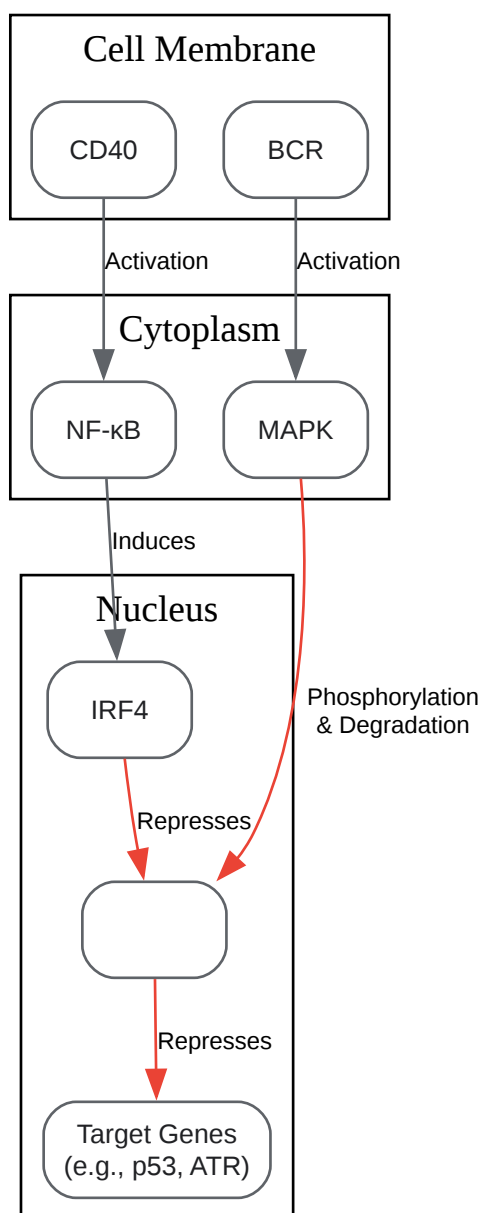 Cell Membrane
CD40
BCR
Activation
Activation
Cytoplasm
NF-κB
MAPK
Induces
Nucleus
IRF4
Phosphorylation
& Degradation
Represses
Represses
Target Genes
(e.g., p53, ATR)